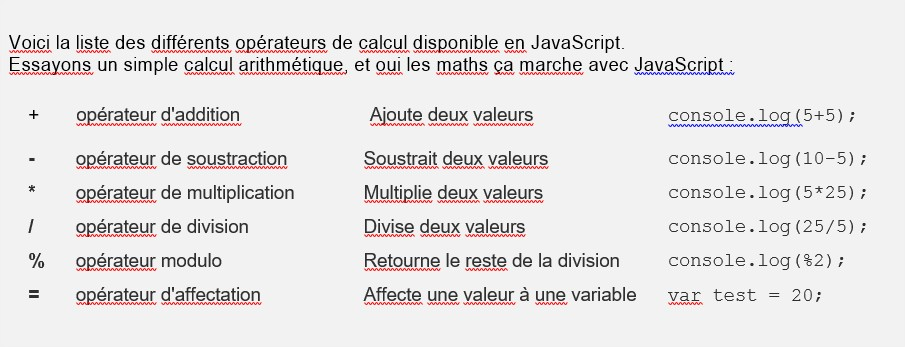 Voici la liste des différents opérateurs de calcul disponible en JavaScript.
Essayons un simple calcul arithmétique, et oui les maths ça marche avec JavaScript :
+ opérateur d'addition Ajoute deux valeurs console.log(5+5);
- opérateur de soustraction Soustrait deux valeurs console.log(10-5);
* opérateur de multiplication Multiplie deux valeurs console.log(5*25);
/ opérateur de division Divise deux valeurs console.log(25/5);
% opérateur modulo Retourne le reste de la division console.log(%2);
= opérateur d'affectation Affecte une valeur à une variable var test = 20;